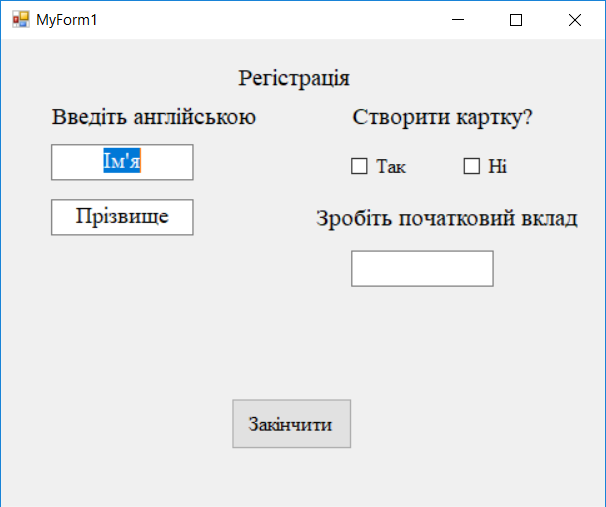 MyForm1
Регістрація
Введіть англійською
Ім'я
Прізвище
Створити картку?
Так Ні
Зробіть початковий вклад
Закінчити